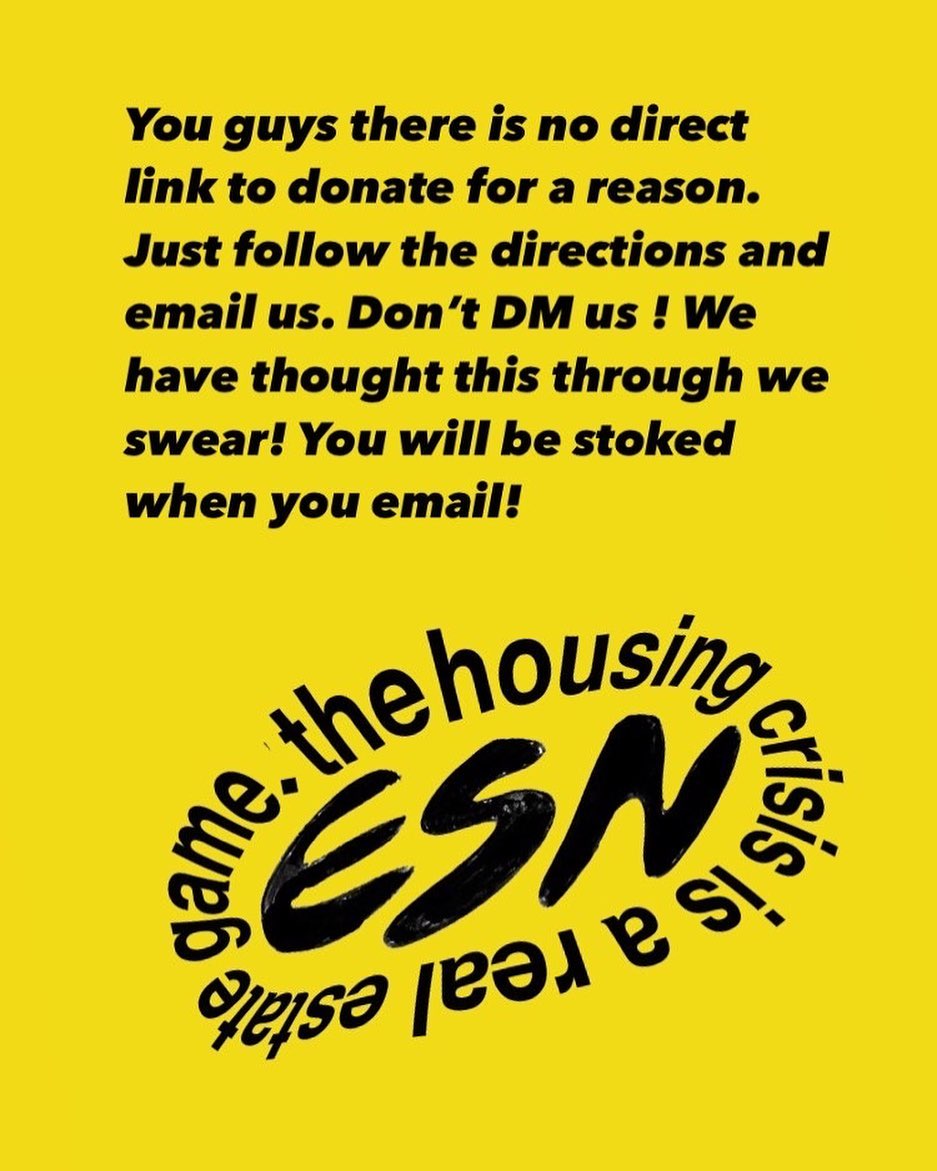 You guys there is no direct
link to donate for a reason.
Just follow the directions and
email us. Don't DM us ! We
have thought this through we
swear! You will be stoked
when you email!
the housing crisis is a real estate game.
ESN